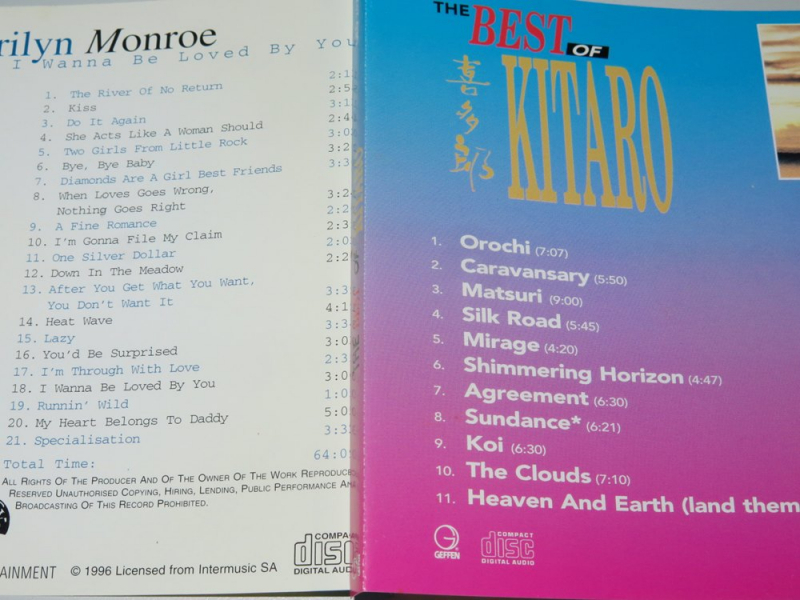 rilyn Monroe
I Wanna Be Loved By You
1. The River Of No Return
2. Kiss
3. Do It Again
4. She Acts Like A Woman Should
5. Two Girls From Little Rock
6. Bye, Bye Baby
7. Diamonds Are A Girl Best Friends
8. When Loves Goes Wrong,
Nothing Goes Right
9. A Fine Romance
10. I'm Gonna File My Claim
11. One Silver Dollar
12. Down In The Meadow
13. After You Get What You Want,
You Don't Want It
14. Heat Wave
15. Lazy
16. You'd Be Surprised
17. I'm Through With Love
18. I Wanna Be Loved By You
19. Runnin' Wild
20. My Heart Belongs To Daddy
21. Specialisation
Total Time: 64:0
All Rights Of The Producer And Of The Owner Of The Work Reproduce
Reserved Unauthorised Copying, Hiring, Lending, Public Performance An
Broadcasting Of This Record Prohibited.
AINMENT © 1996 Licensed from Intermusic SA
COMPAC
disc
DIGITAL AUD
THE BEST OF
喜多郎
KITARO
1. Orochi (7:07)
2. Caravansary (5:50)
3. Matsuri (9:00)
4. Silk Road (5:45)
5. Mirage (4:20)
6. Shimmering Horizon (4:47)
7. Agreement (6:30)
8. Sundance* (6:21)
9. Koi (6:30)
10. The Clouds (7:10)
11. Heaven And Earth (land them
GEFFEN
COMPACT
disc
DIGITAL AUDIO